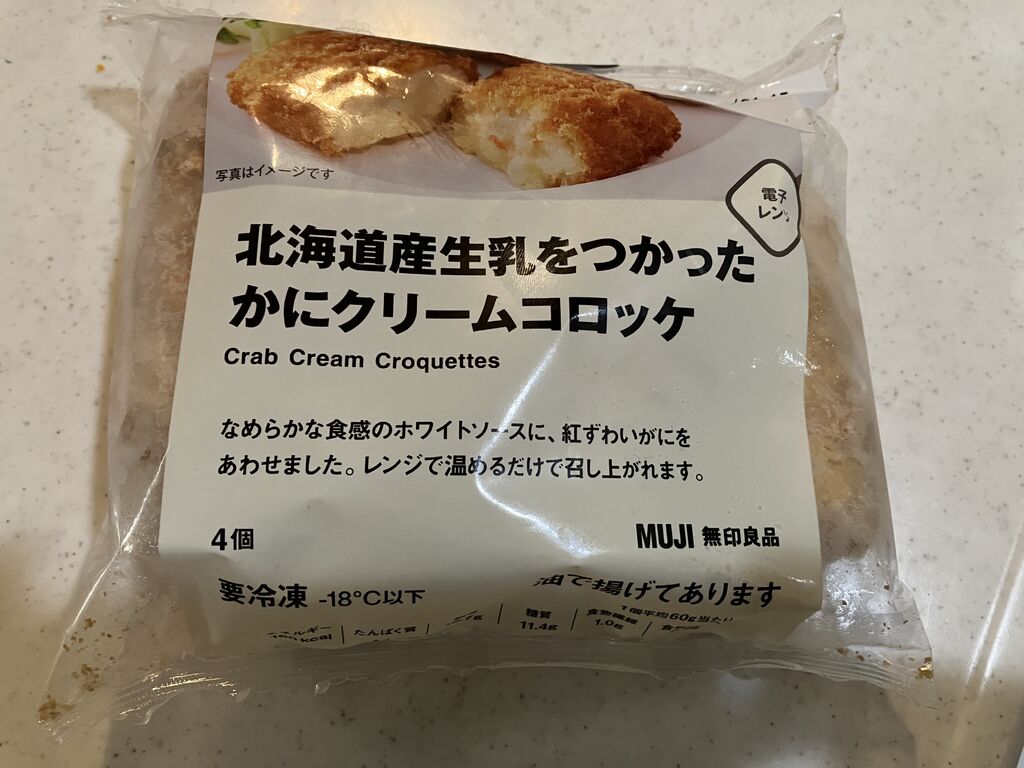 写真はイメージです
電子
レンジ
北海道産生乳をつかった
かにクリームコロッケ
Crab Cream Croquettes
なめらかな食感のホワイトソースに、紅ずわいがにを
あわせました。レンジで温めるだけで召し上がれます。
4個
MUJI 無印良品
要冷凍 -18℃以下
油で揚げてあります
1個平均60g当たり
たんぱく質
糖質
11.4g
食物繊維
1.0g